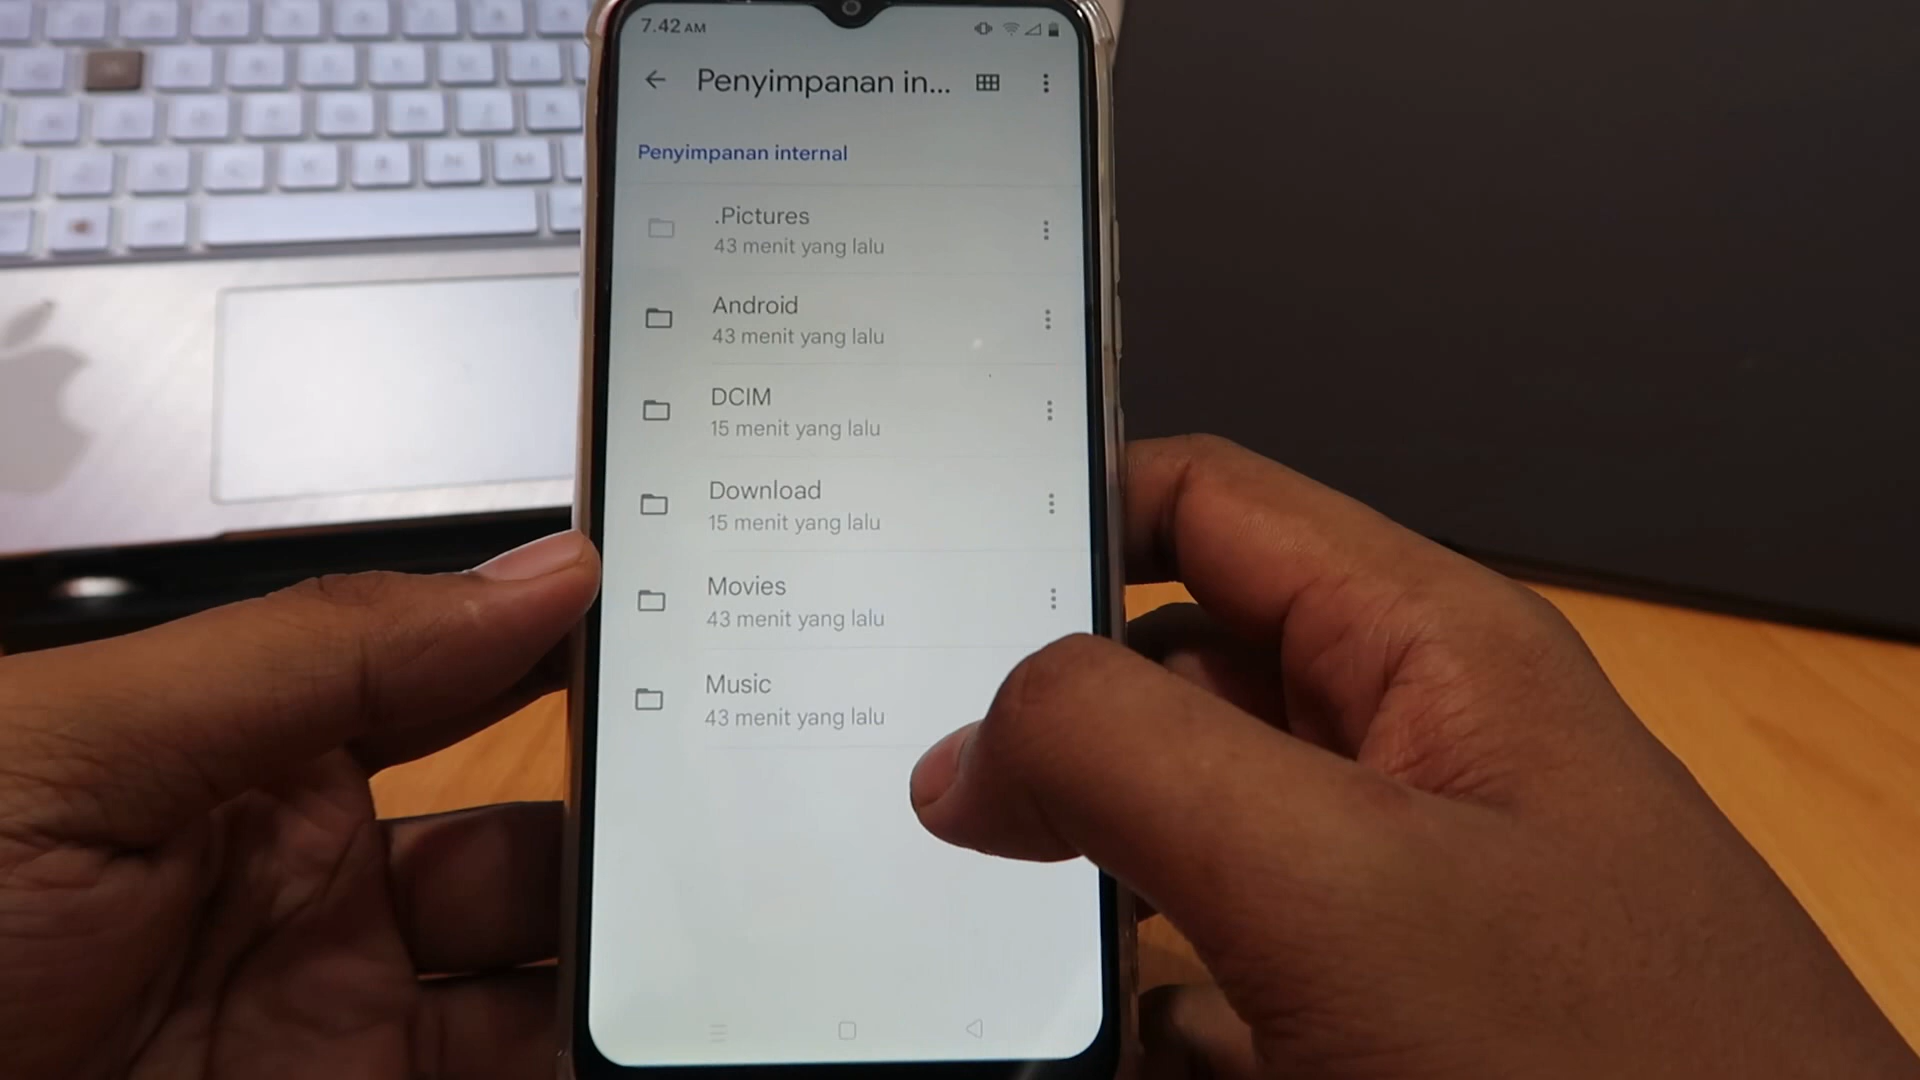 7.42 AM
Penyimpanan in...
Penyimpanan internal
.Pictures
43 menit yang lalu
Android
43 menit yang lalu
DCIM
15 menit yang lalu
Download
15 menit yang lalu
Movies
43 menit yang lalu
Music
43 menit yang lalu